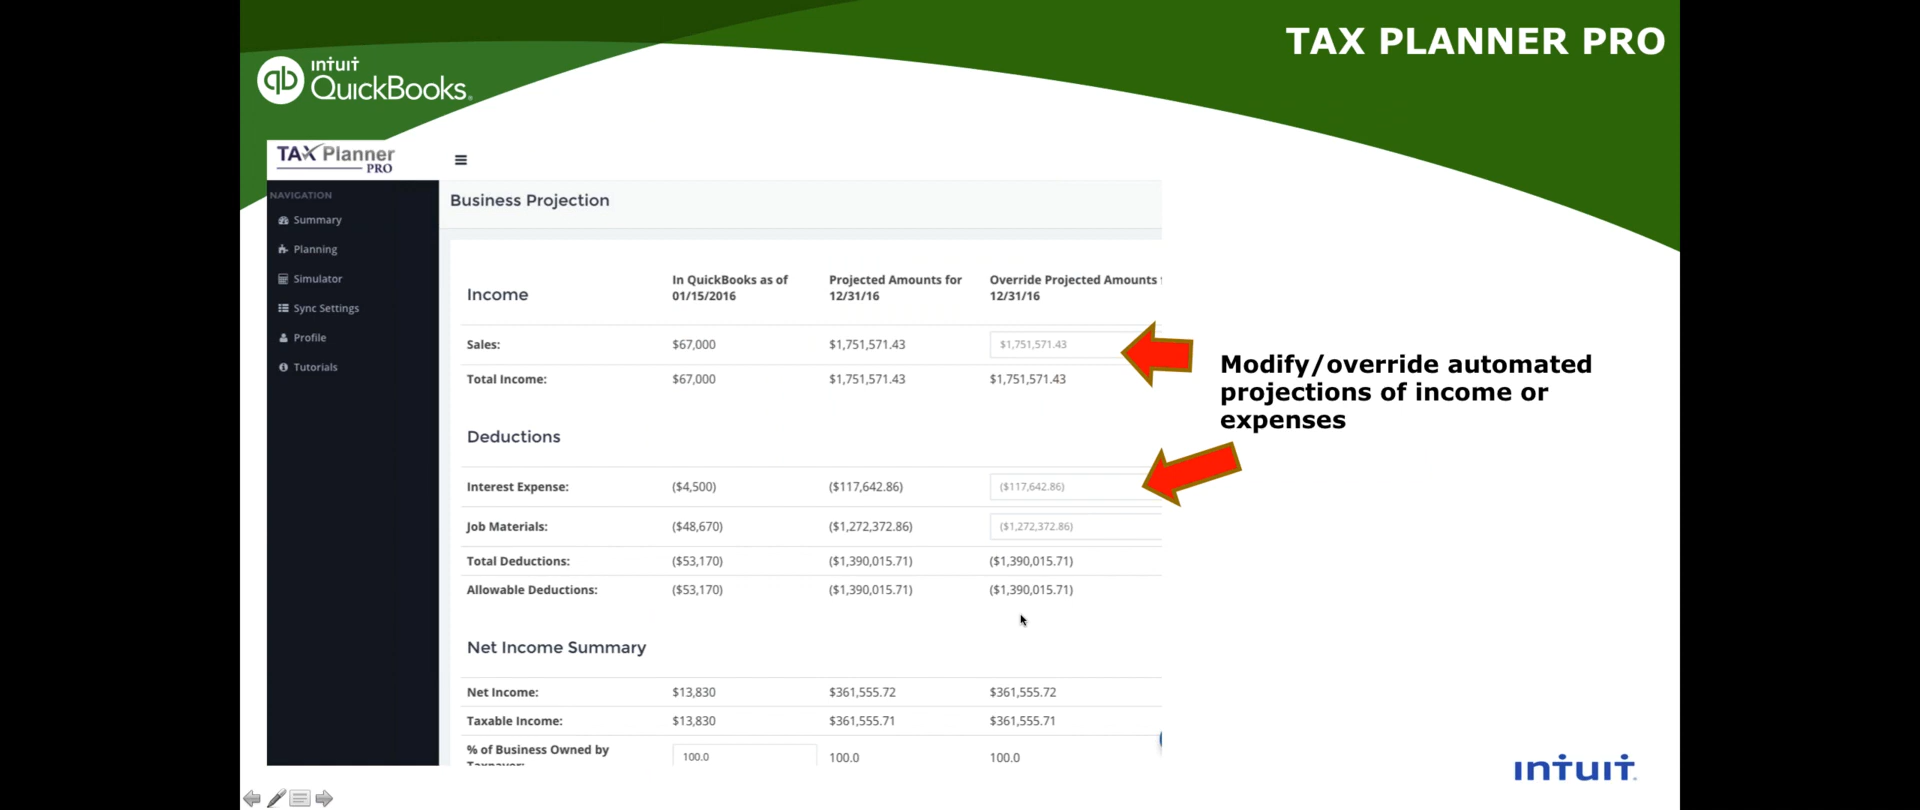 TAX PLANNER PRO
intuit
qb QuickBooks.
TAX Planner
PRO
NAVIGATION
Summary
Planning
Simulator
Sync Settings
Profile
Tutorials
Business Projection
Income
In QuickBooks as of
01/15/2016
Projected Amounts for
12/31/16
Override Projected Amounts
12/31/16
Sales: $67,000 $1,751,571.43 $1,751,571.43
Total Income: $67,000 $1,751,571.43 $1,751,571.43
Deductions
Interest Expense: ($4,500) ($117,642.86) ($117,642.86)
Job Materials: ($48,670) ($1,272,372.86) ($1,272,372.86)
Total Deductions: ($53,170) ($1,390,015.71) ($1,390,015.71)
Allowable Deductions: ($53,170) ($1,390,015.71) ($1,390,015.71)
Net Income Summary
Net Income: $13,830 $361,555.72 $361,555.72
Taxable Income: $13,830 $361,555.71 $361,555.71
% of Business Owned by 100.0 100.0 100.0
Modify/override automated
projections of income or
expenses
intuit.